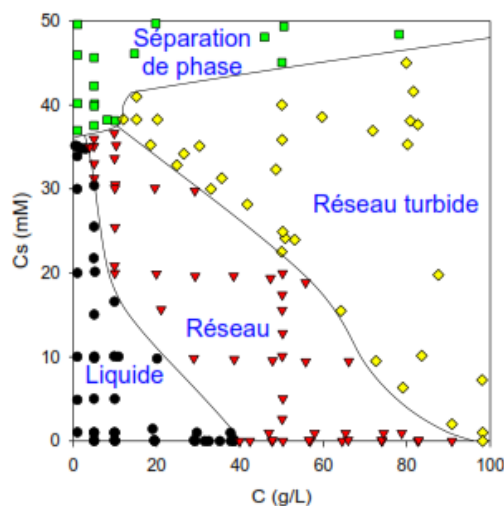 50
40
30
20
10
0
Cs (mM)
Séparation
de phase
Réseau turbide
Réseau
Liquide
0
20
40
60
80
100
C (g/L)